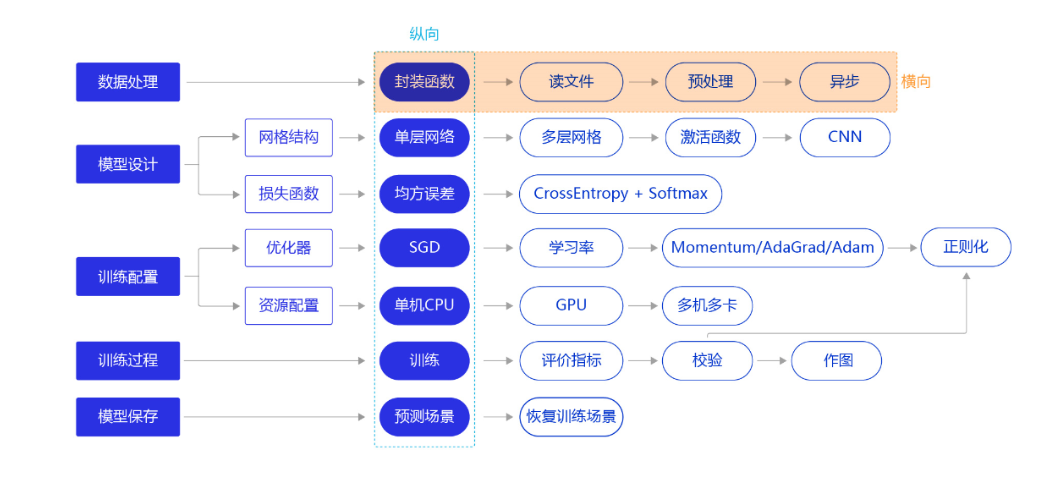 纵向
数据处理
封装函数
读文件
预处理
异步
横向
模型设计
网格结构
单层网络
多层网格
激活函数
CNN
损失函数
均方误差
CrossEntropy + Softmax
训练配置
优化器
SGD
学习率
Momentum/AdaGrad/Adam
正则化
资源配置
单机CPU
GPU
多机多卡
训练过程
训练
评价指标
校验
作图
模型保存
预测场景
恢复训练场景